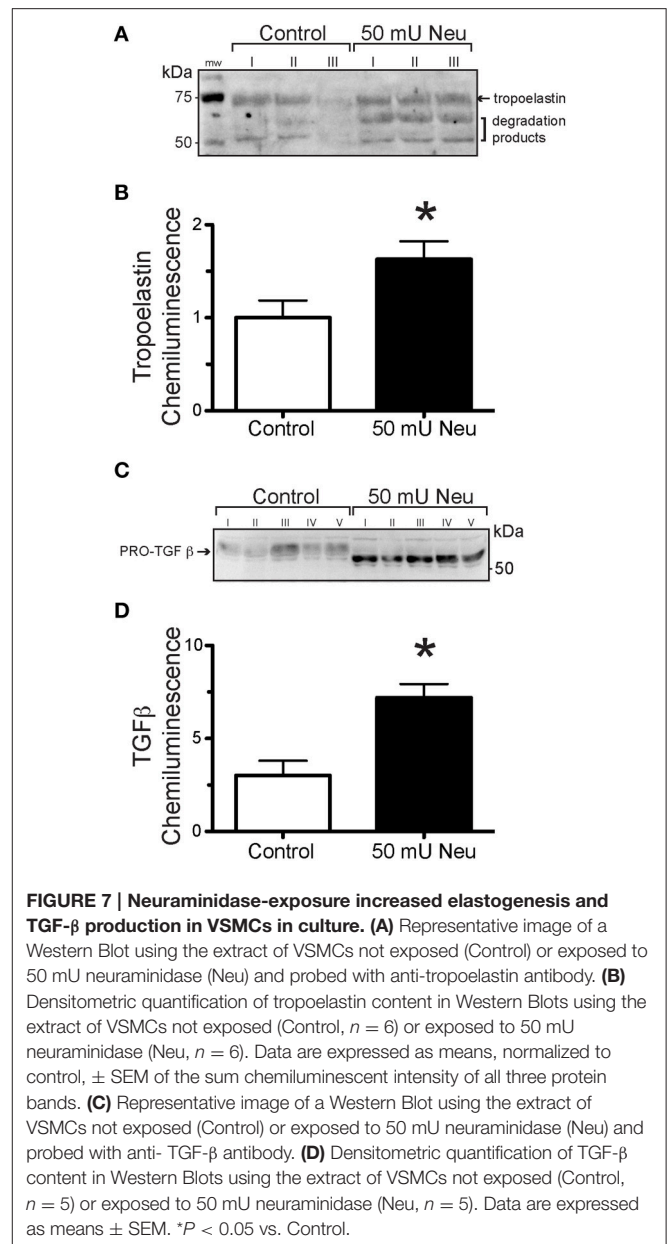 A
Control 50 mU Neu
kDa mw I II III I II III
75 tropoelastin
degradation
50 products
B
Tropoelastin
Chemiluminescence
2
*
1
0
Control 50 mU Neu
C
Control 50 mU Neu
I II III IV V I II III IV V kDa
PRO-TGF β
50
D
TGFβ
Chemiluminescence
10
*
5
0
Control 50 mU Neu
FIGURE 7 | Neuraminidase-exposure increased elastogenesis and
TGF-β production in VSMCs in culture. (A) Representative image of a
Western Blot using the extract of VSMCs not exposed (Control) or exposed to
50 mU neuraminidase (Neu) and probed with anti-tropoelastin antibody. (B)
Densitometric quantification of tropoelastin content in Western Blots using the
extract of VSMCs not exposed (Control, n = 6) or exposed to 50 mU
neuraminidase (Neu, n = 6). Data are expressed as means, normalized to
control, ± SEM of the sum chemiluminescent intensity of all three protein
bands. (C) Representative image of a Western Blot using the extract of
VSMCs not exposed (Control) or exposed to 50 mU neuraminidase (Neu) and
probed with anti- TGF-β antibody. (D) Densitometric quantification of TGF-β
content in Western Blots using the extract of VSMCs not exposed (Control,
n = 5) or exposed to 50 mU neuraminidase (Neu, n = 5). Data are expressed
as means ± SEM. *P < 0.05 vs. Control.